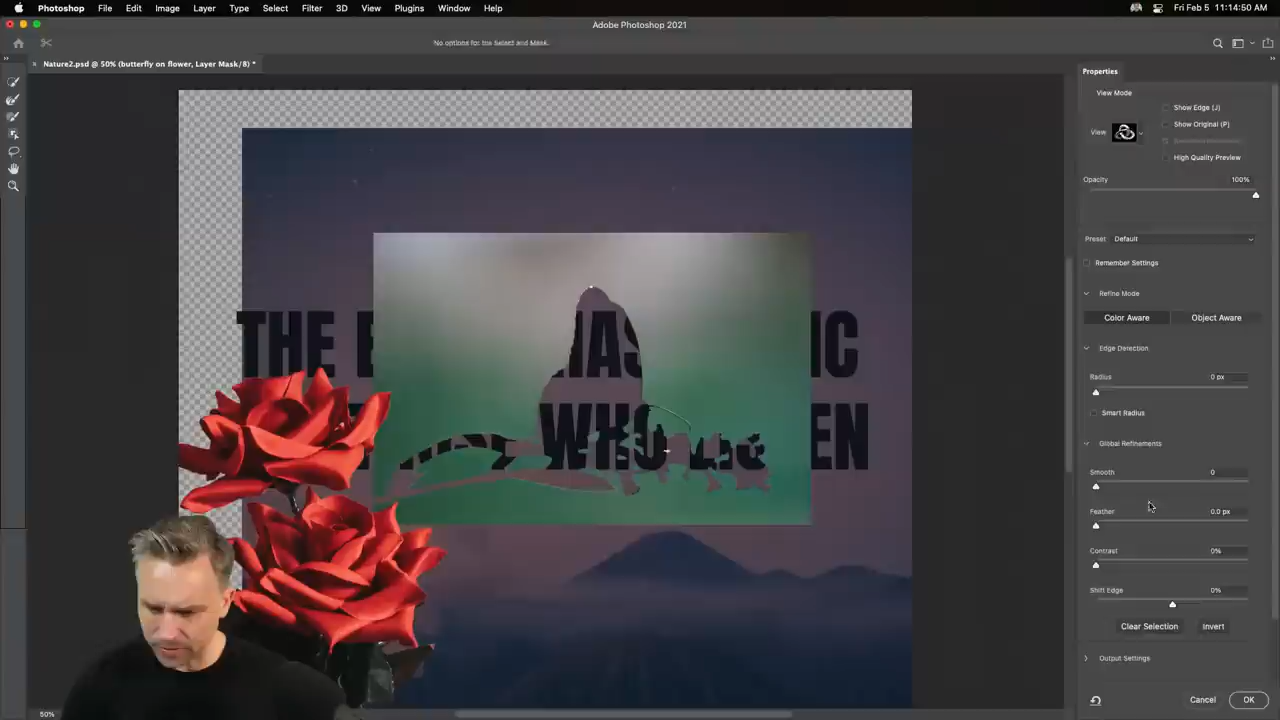 Photoshop File Edit Image Layer Type Select Filter 3D View Plugins Window Help Fri Feb 5 11:14:50 AM
Adobe Photoshop 2021
No options for the Select and Mask.
Nature2.psd @ 50% (butterfly on flower, Layer Mask/8) *
Properties
View Mode
Show Edge (J)
Show Original (P)
View
High Quality Preview
Opacity 100%
Preset Default
Remember Settings
Refine Mode
Color Aware Object Aware
Edge Detection
Radius 0 px
Smart Radius
Global Refinements
Smooth 0
Feather 0.0 px
Contrast 0%
Shift Edge 0%
Clear Selection Invert
Output Settings
Cancel OK
THE E HAS IC
WHO EN
50%